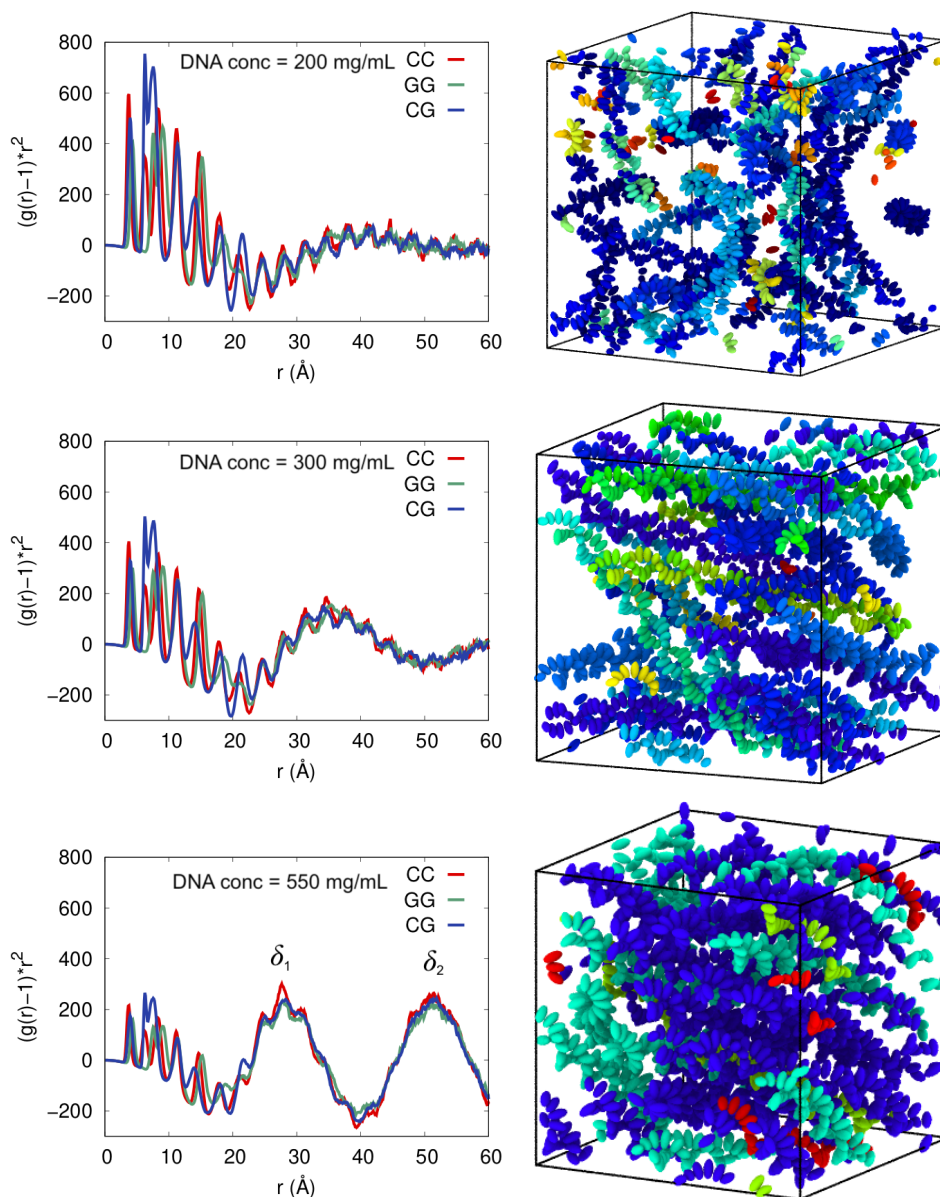 800
600
400
200
0
−200
DNA conc = 200 mg/mL
CC
GG
CG
(g(r)−1)*r²
0 10 20 30 40 50 60
r (Å)
800
600
400
200
0
−200
DNA conc = 300 mg/mL
CC
GG
CG
(g(r)−1)*r²
0 10 20 30 40 50 60
r (Å)
800
600
400
200
0
−200
DNA conc = 550 mg/mL
CC
GG
CG
δ₁ δ₂
(g(r)−1)*r²
0 10 20 30 40 50 60
r (Å)